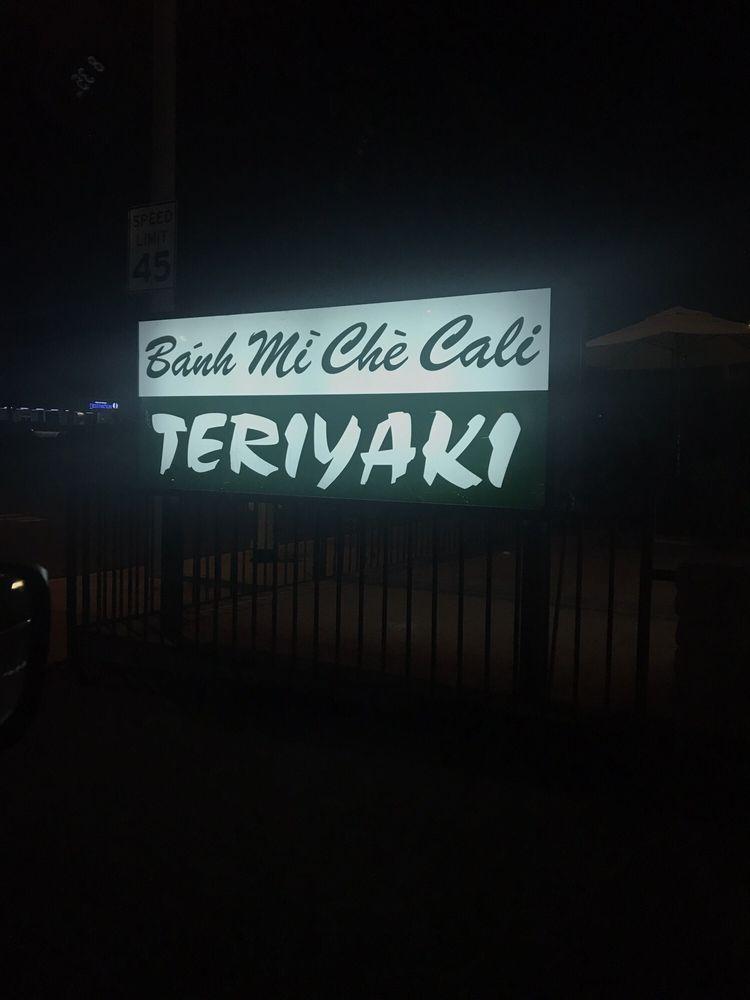 SPEED
LIMIT
45
Bánh Mì Chè Cali
TERIYAKI